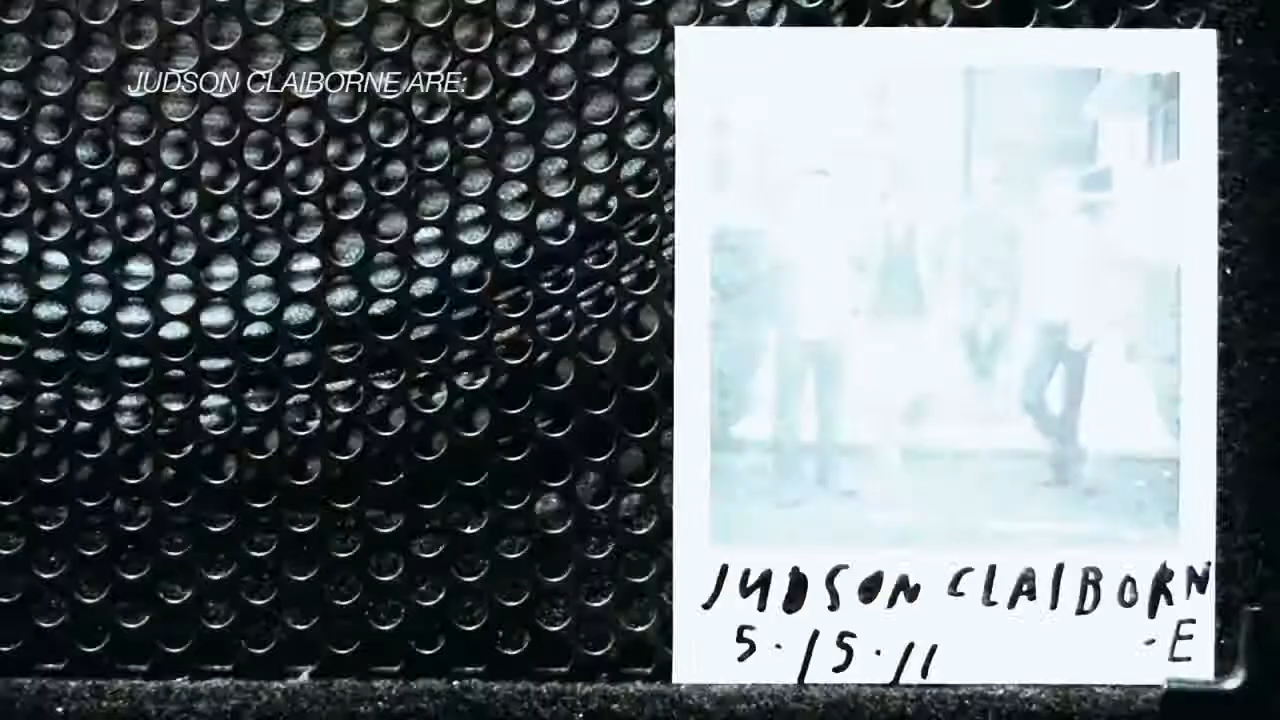 JUDSON CLAIBORNE ARE:
JUDSON CLAIBORN
-E
5·15·11